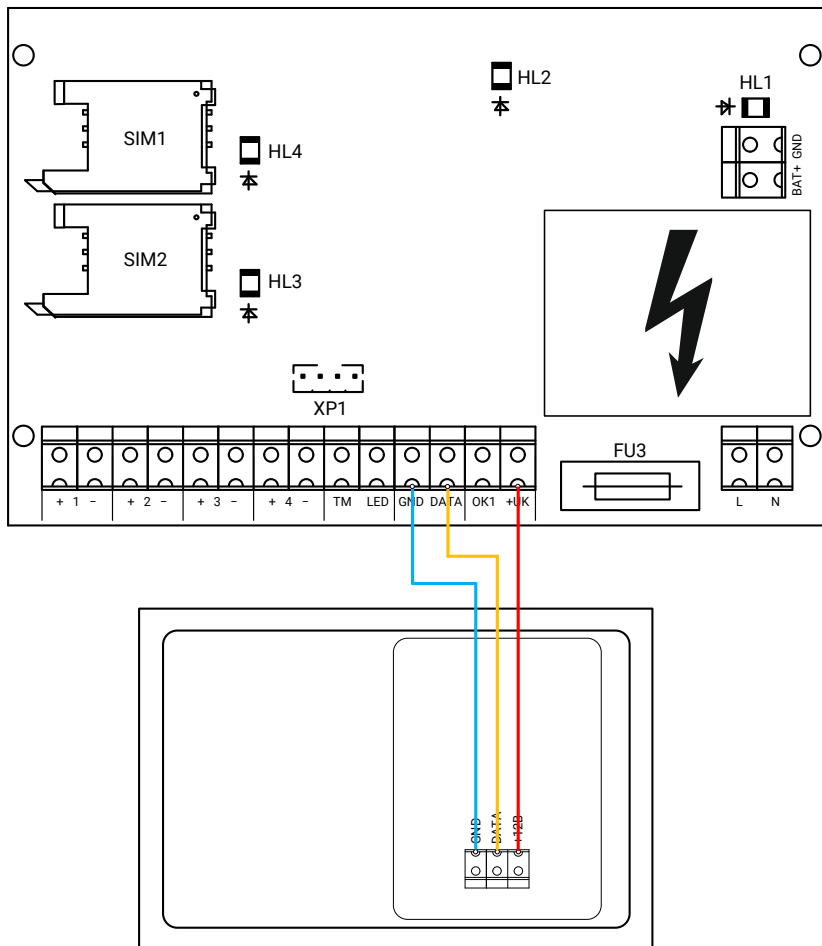 HL2
HL1
SIM1
HL4
BAT+ GND
SIM2
HL3
XP1
FU3
+ 1 − + 2 − + 3 − + 4 − TM LED GND DATA OK1 +UK
L N
GND
DATA
+12B